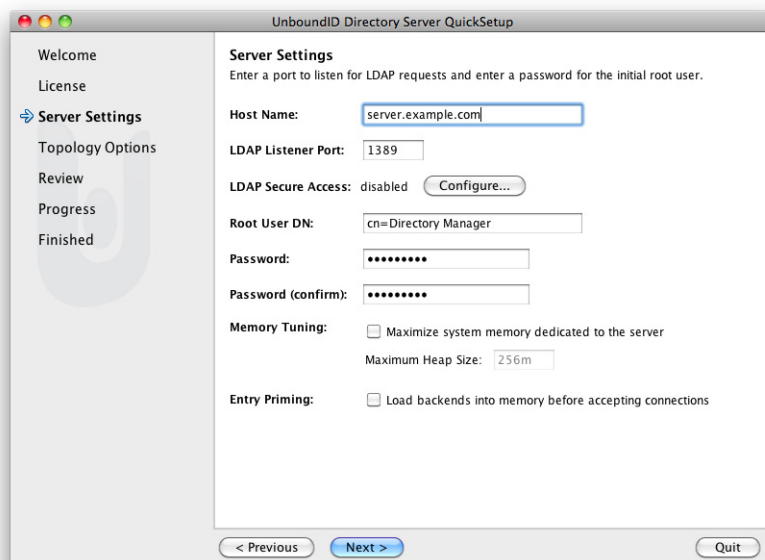 UnboundID Directory Server QuickSetup
Welcome
License
Server Settings
Topology Options
Review
Progress
Finished
Server Settings
Enter a port to listen for LDAP requests and enter a password for the initial root user.
Host Name: server.example.com
LDAP Listener Port: 1389
LDAP Secure Access: disabled Configure...
Root User DN: cn=Directory Manager
Password: •••••••••
Password (confirm): •••••••••
Memory Tuning: Maximize system memory dedicated to the server
Maximum Heap Size: 256m
Entry Priming: Load backends into memory before accepting connections
< Previous Next > Quit